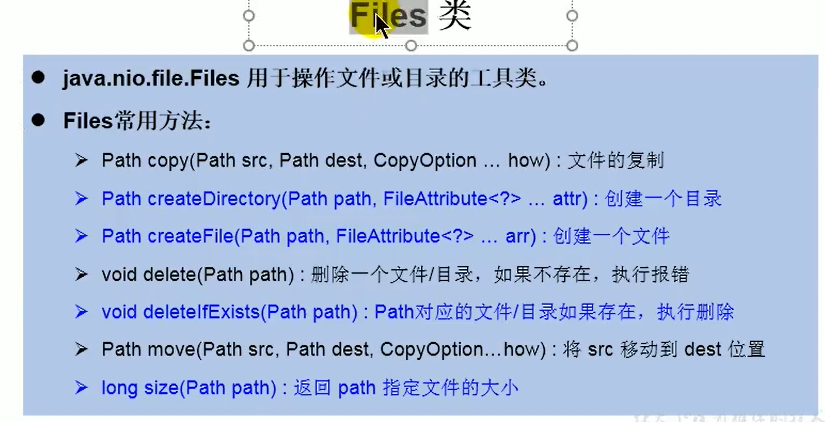 Files 类
● java.nio.file.Files 用于操作文件或目录的工具类。
● Files常用方法：
➢ Path copy(Path src, Path dest, CopyOption … how) : 文件的复制
➢ Path createDirectory(Path path, FileAttribute<?> … attr) : 创建一个目录
➢ Path createFile(Path path, FileAttribute<?> … arr) : 创建一个文件
➢ void delete(Path path) : 删除一个文件/目录，如果不存在，执行报错
➢ void deleteIfExists(Path path) : Path对应的文件/目录如果存在，执行删除
➢ Path move(Path src, Path dest, CopyOption…how) : 将 src 移动到 dest 位置
➢ long size(Path path) : 返回 path 指定文件的大小